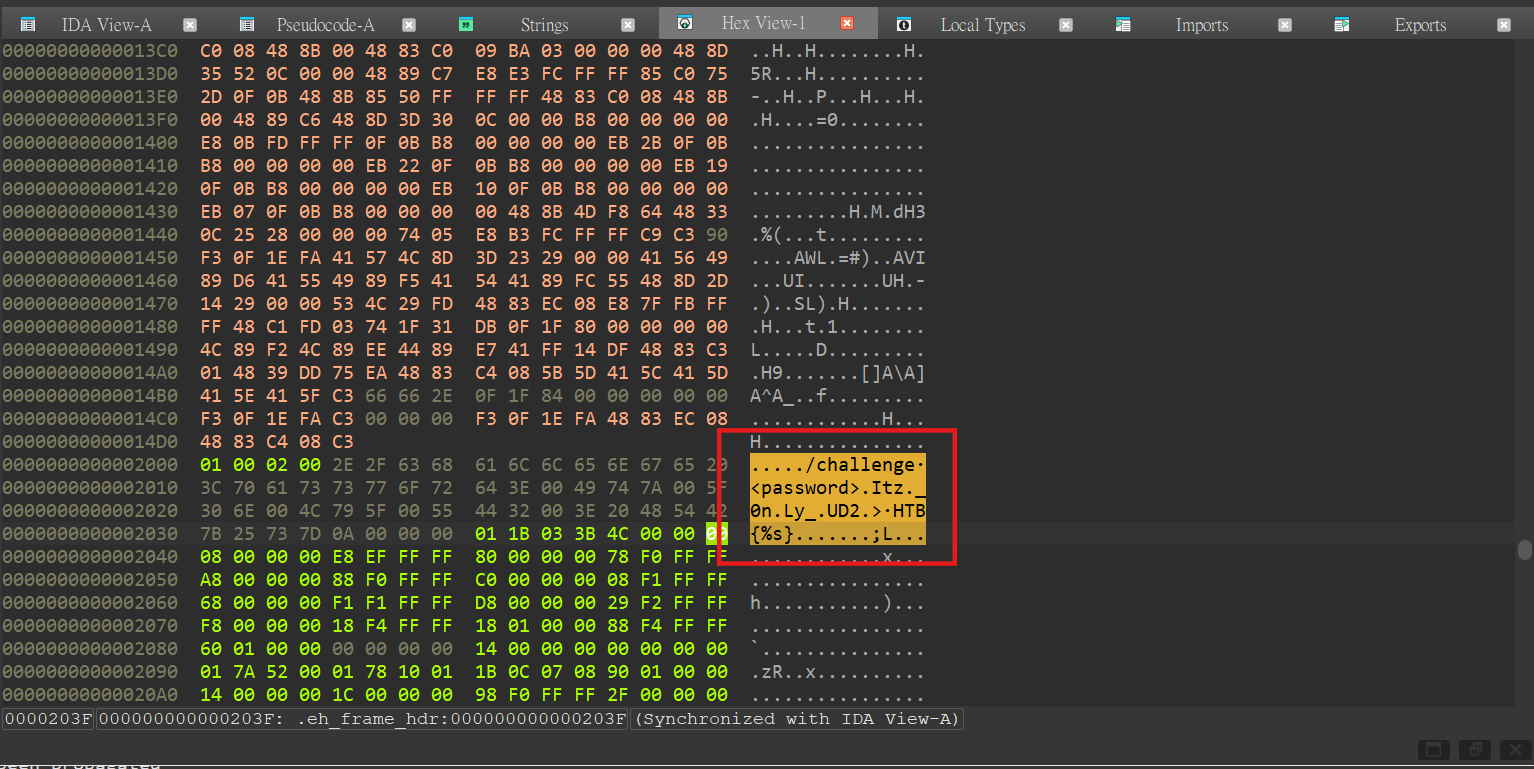 IDA View-A Pseudocode-A Strings Hex View-1 Local Types Imports Exports
00000000000013C0 C0 08 48 8B 00 48 83 C0 09 BA 03 00 00 00 48 8D ..H..H........H.
00000000000013D0 35 52 0C 00 00 48 89 C7 E8 E3 FC FF FF 85 C0 75 5R...H..........
00000000000013E0 2D 0F 0B 48 8B 85 50 FF FF FF 48 83 C0 08 48 8B -..H..P...H...H.
00000000000013F0 00 48 89 C6 48 8D 3D 30 0C 00 00 B8 00 00 00 00 .H....=0........
0000000000001400 E8 0B FD FF FF 0F 0B B8 00 00 00 00 EB 2B 0F 0B ................
0000000000001410 B8 00 00 00 00 EB 22 0F 0B B8 00 00 00 00 EB 19 ................
0000000000001420 0F 0B B8 00 00 00 00 EB 10 0F 0B B8 00 00 00 00 ................
0000000000001430 EB 07 0F 0B B8 00 00 00 00 48 8B 4D F8 64 48 33 .........H.M.dH3
0000000000001440 0C 25 28 00 00 00 74 05 E8 B3 FC FF FF C9 C3 90 .%(...t.........
0000000000001450 F3 0F 1E FA 41 57 4C 8D 3D 23 29 00 00 41 56 49 ....AWL.=#)..AVI
0000000000001460 89 D6 41 55 49 89 F5 41 54 41 89 FC 55 48 8D 2D ...UI.......UH.-
0000000000001470 14 29 00 00 53 4C 29 FD 48 83 EC 08 E8 7F FB FF .)..SL).H.......
0000000000001480 FF 48 C1 FD 03 74 1F 31 DB 0F 1F 80 00 00 00 00 .H...t.1........
0000000000001490 4C 89 F2 4C 89 EE 44 89 E7 41 FF 14 DF 48 83 C3 L.....D.........
00000000000014A0 01 48 39 DD 75 EA 48 83 C4 08 5B 5D 41 5C 41 5D .H9.......[]A\A]
00000000000014B0 41 5E 41 5F C3 66 66 2E 0F 1F 84 00 00 00 00 00 A^A_..f.........
00000000000014C0 F3 0F 1E FA C3 00 00 00 F3 0F 1E FA 48 83 EC 08 ............H...
00000000000014D0 48 83 C4 08 C3 H...............
0000000000002000 01 00 02 00 2E 2F 63 68 61 6C 6C 65 6E 67 65 20 ...../challenge·
0000000000002010 3C 70 61 73 73 77 6F 72 64 3E 00 49 74 7A 00 5F <password>.Itz._
0000000000002020 30 6E 00 4C 79 5F 00 55 44 32 00 3E 20 48 54 42 0n.Ly_.UD2.>·HTB
0000000000002030 7B 25 73 7D 0A 00 00 00 01 1B 03 3B 4C 00 00 00 {%s}.......;L...
0000000000002040 08 00 00 00 E8 EF FF FF 80 00 00 00 78 F0 FF FF ............x...
0000000000002050 A8 00 00 00 88 F0 FF FF C0 00 00 00 08 F1 FF FF ................
0000000000002060 68 00 00 00 F1 F1 FF FF D8 00 00 00 29 F2 FF FF h...........)...
0000000000002070 F8 00 00 00 18 F4 FF FF 18 01 00 00 88 F4 FF FF ................
0000000000002080 60 01 00 00 00 00 00 00 14 00 00 00 00 00 00 00 `...............
0000000000002090 01 7A 52 00 01 78 10 01 1B 0C 07 08 90 01 00 00 .zR..x..........
00000000000020A0 14 00 00 00 1C 00 00 00 98 F0 FF FF 2F 00 00 00 ................
0000203F 000000000000203F: .eh_frame_hdr:000000000000203F (Synchronized with IDA View-A)